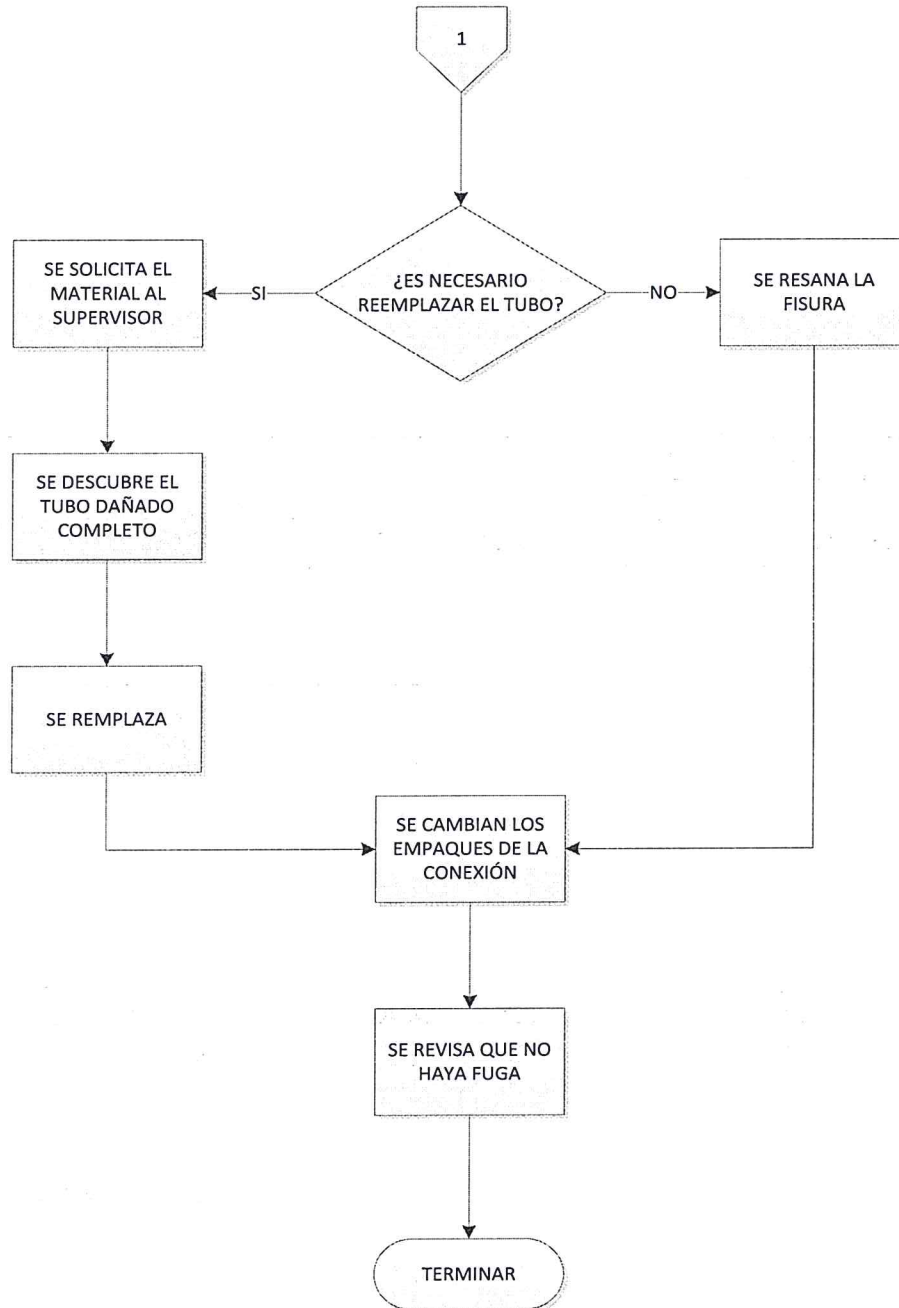 1
¿ES NECESARIO
REEMPLAZAR EL TUBO?
SI
NO
SE SOLICITA EL
MATERIAL AL
SUPERVISOR
SE RESANA LA
FISURA
SE DESCUBRE EL
TUBO DAÑADO
COMPLETO
SE REMPLAZA
SE CAMBIAN LOS
EMPAQUES DE LA
CONEXIÓN
SE REVISA QUE NO
HAYA FUGA
TERMINAR